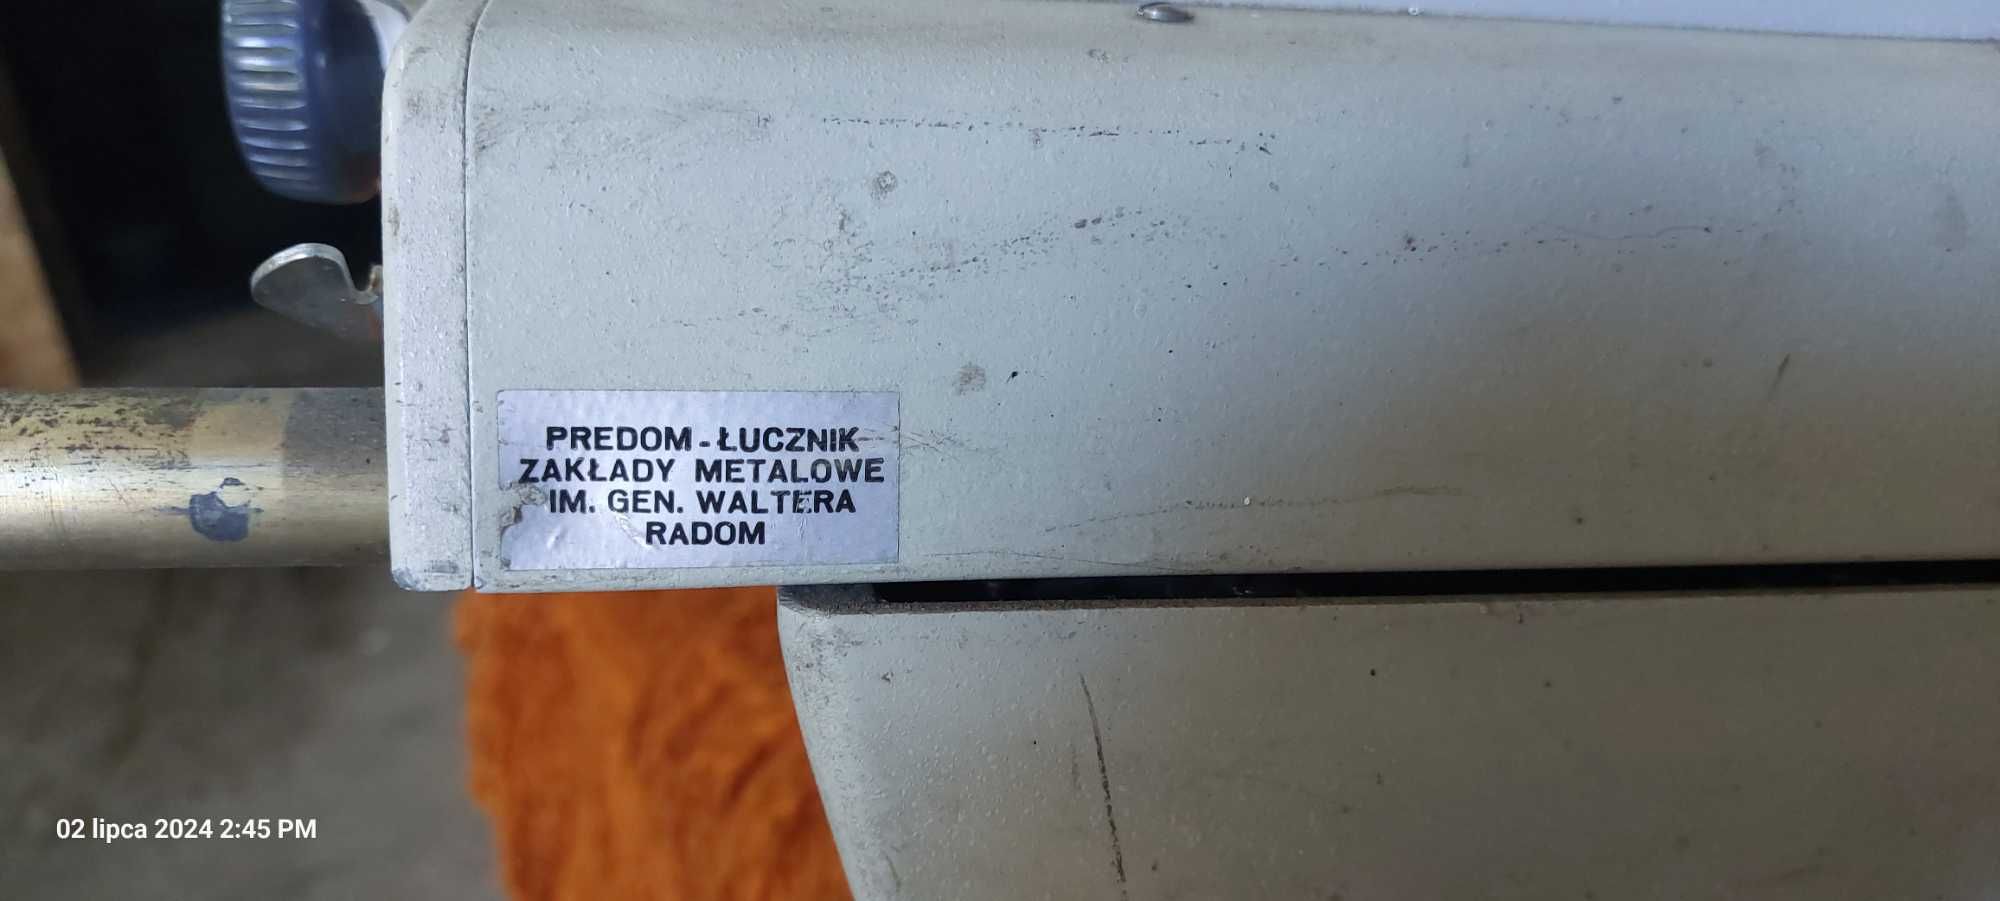 PREDOM-ŁUCZNIK
ZAKŁADY METALOWE
IM. GEN. WALTERA
RADOM
02 lipca 2024 2:45 PM